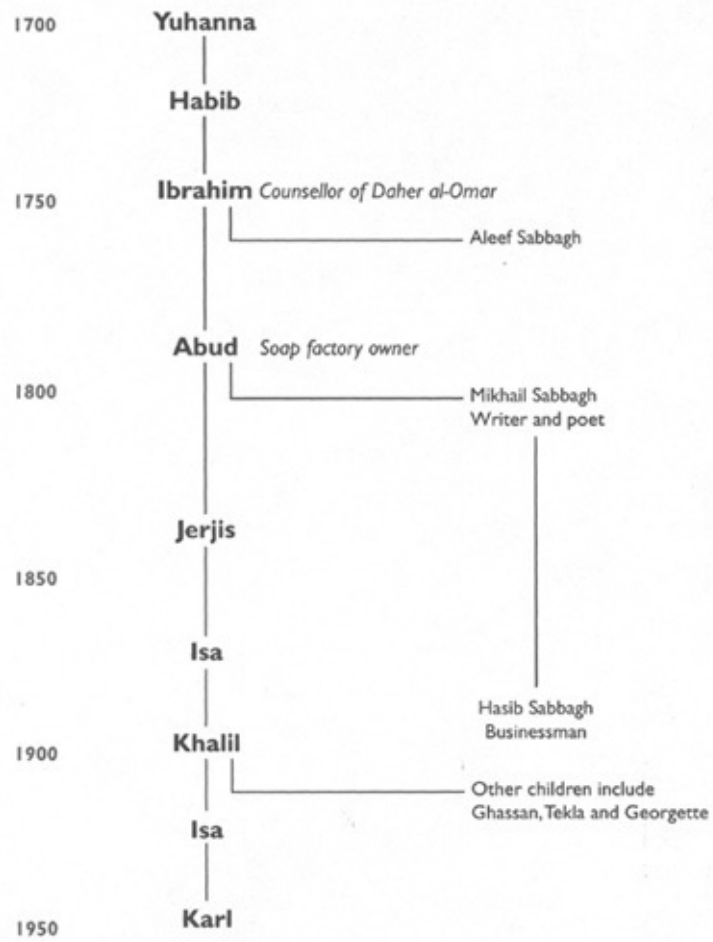 1700
Yuhanna
Habib
1750
Ibrahim Counsellor of Daher al-Omar
Aleef Sabbagh
Abud Soap factory owner
1800
Mikhail Sabbagh
Writer and poet
Jerjis
1850
Isa
Hasib Sabbagh
Businessman
Khalil
1900
Other children include
Ghassan, Tekla and Georgette
Isa
Karl
1950